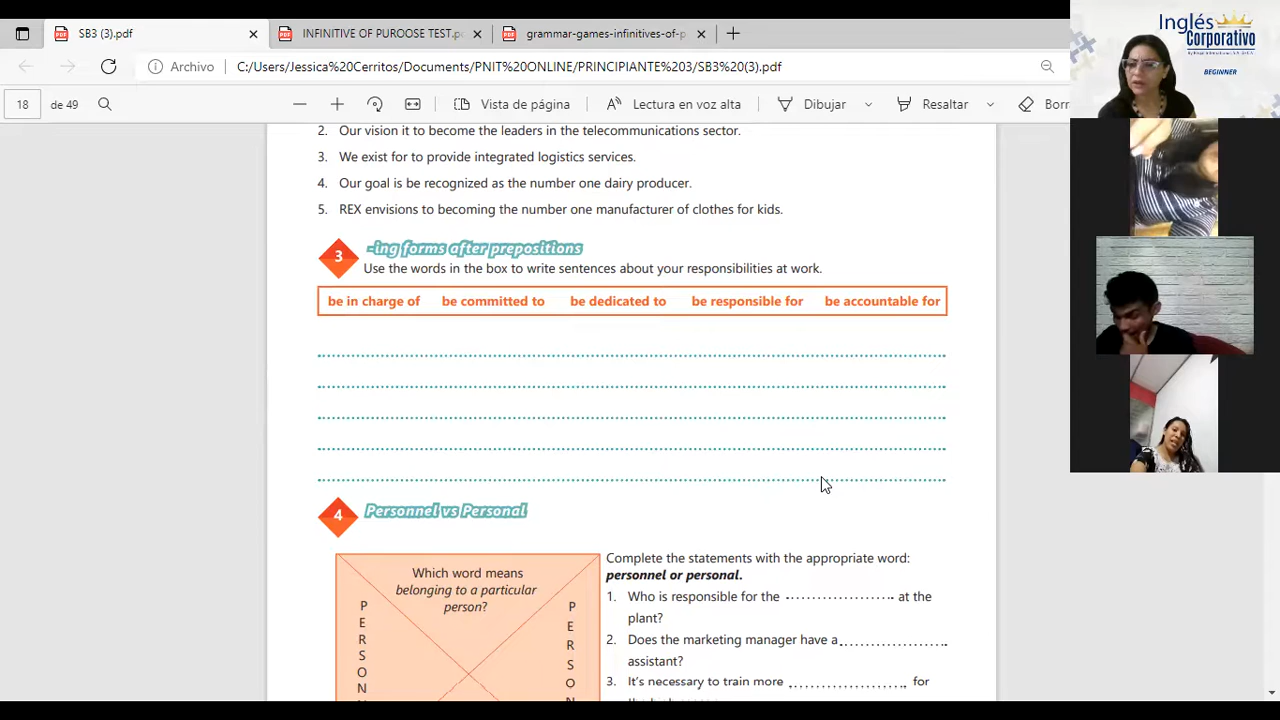 SB3 (3).pdf
INFINITIVE OF PUROOSE TEST.p
grammar-games-infinitives-of-p
Archivo
C:/Users/Jessica%20Cerritos/Documents/PNT%20ONLINE/PRINCIPIANTE%203/SB3%20(3).pdf
18 de 49
Vista de página
Lectura en voz alta
Dibujar
Resaltar
Borr
Inglés
Corporativo
BEGINNER
2. Our vision it to become the leaders in the telecommunications sector.
3. We exist for to provide integrated logistics services.
4. Our goal is be recognized as the number one dairy producer.
5. REX envisions to becoming the number one manufacturer of clothes for kids.
3 -ing forms after prepositions
Use the words in the box to write sentences about your responsibilities at work.
be in charge of be committed to be dedicated to be responsible for be accountable for
4 Personnel vs Personal
Which word means
belonging to a particular
person?
P
E
R
S
O
N
P
E
R
S
O
N
Complete the statements with the appropriate word:
personnel or personal.
1. Who is responsible for the at the
plant?
2. Does the marketing manager have a
assistant?
3. It's necessary to train more for